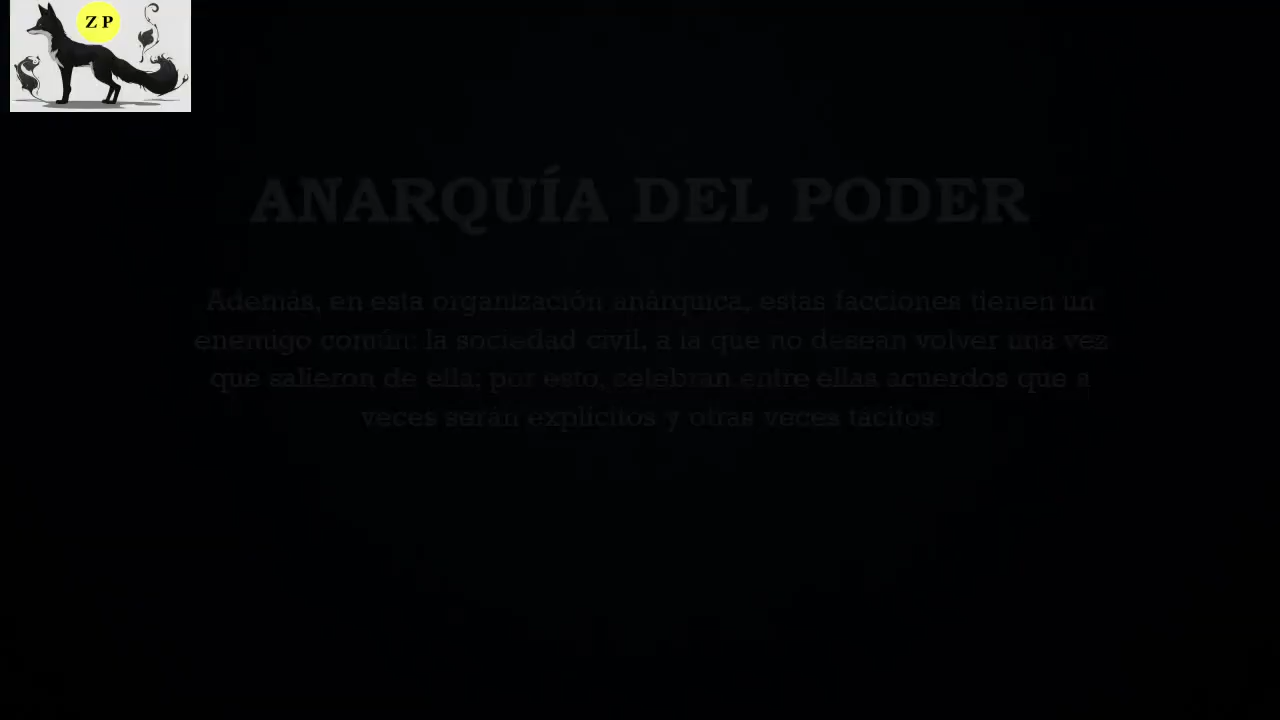 Z P
ANARQUÍA DEL PODER
Además, en esta organización anárquica, estas facciones tienen un
enemigo común: la sociedad civil, a la que no desean volver una vez
que salieron de ella; por esto, celebran entre ellas acuerdos que a
veces serán explícitos y otras veces tácitos.